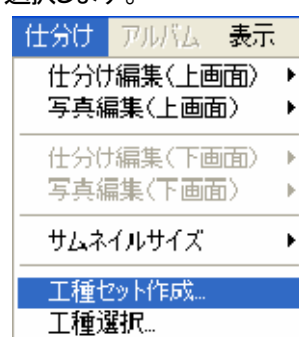 選択します。
仕分け アルバム 表示
仕分け編集(上画面)
写真編集(上画面)
仕分け編集(下画面)
写真編集(下画面)
サムネイルサイズ
工種セット作成...
工種選択...